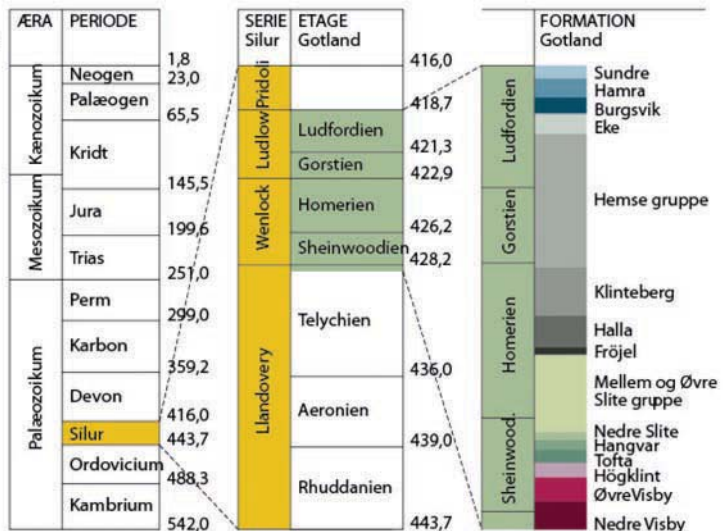 ÆRA
PERIODE
1,8
Neogen
23,0
Palæogen
65,5
Kridt
145,5
Jura
199,6
Trias
251,0
Perm
299,0
Karbon
359,2
Devon
416,0
Silur
443,7
Ordovicium
488,3
Kambrium
542,0
Kænozoikum
Mesozoikum
Palæozoikum
SERIE
Silur
ETAGE
Gotland
416,0
418,7
Ludfordien
421,3
Gorstien
422,9
Homerien
426,2
Sheinwoodien
428,2
Telychien
436,0
Aeronien
439,0
Rhuddanien
443,7
Pridoli
Ludlow
Wenlock
Llandovery
FORMATION
Gotland
Ludfordien
Gorstien
Homerien
Sheinwood.
Sundre
Hamra
Burgsvik
Eke
Hemse gruppe
Klinteberg
Halla
Fröjel
Mellem og Øvre
Slite gruppe
Nedre Slite
Hangvar
Tofta
Högklint
ØvreVisby
Nedre Visby